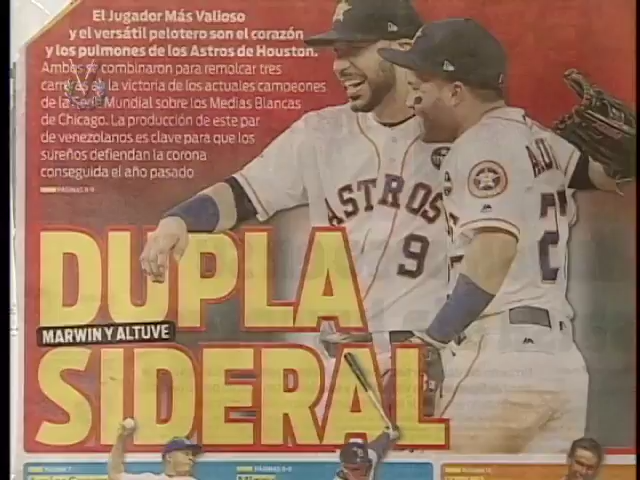 El Jugador Más Valioso
y el versátil pelotero son el corazón
y los pulmones de los Astros de Houston.
Ambos se combinaron para remolcar tres
carreras en la victoria de los actuales campeones
de la Serie Mundial sobre los Medias Blancas
de Chicago. La producción de este par
de venezolanos es clave para que los
sureños defiendan la corona
conseguida el año pasado
PÁGINAS 8-9
ASTROS
9
DUPLA
MARWIN Y ALTUVE
SIDERAL